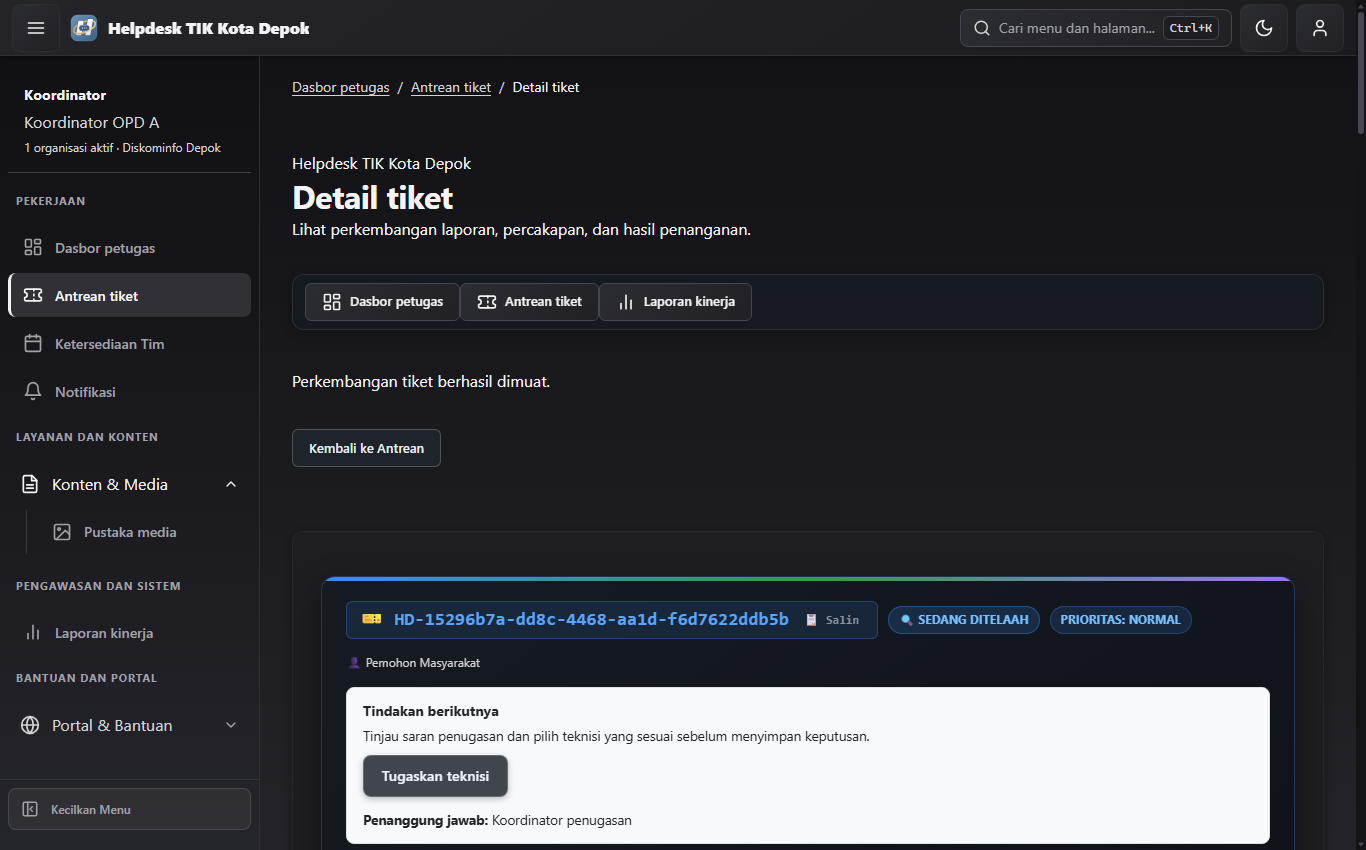 Helpdesk TIK Kota Depok
Cari menu dan halaman... Ctrl+K
Koordinator
Koordinator OPD A
1 organisasi aktif · Diskominfo Depok
PEKERJAAN
Dasbor petugas
Antrean tiket
Ketersediaan Tim
Notifikasi
LAYANAN DAN KONTEN
Konten & Media
Pustaka media
PENGAWASAN DAN SISTEM
Laporan kinerja
BANTUAN DAN PORTAL
Portal & Bantuan
Kecilkan Menu
Dasbor petugas / Antrean tiket / Detail tiket
Helpdesk TIK Kota Depok
Detail tiket
Lihat perkembangan laporan, percakapan, dan hasil penanganan.
Dasbor petugas Antrean tiket Laporan kinerja
Perkembangan tiket berhasil dimuat.
Kembali ke Antrean
HD-15296b7a-dd8c-4468-aa1d-f6d7622ddb5b Salin SEDANG DITELAAH PRIORITAS: NORMAL
Pemohon Masyarakat
Tindakan berikutnya
Tinjau saran penugasan dan pilih teknisi yang sesuai sebelum menyimpan keputusan.
Tugaskan teknisi
Penanggung jawab: Koordinator penugasan